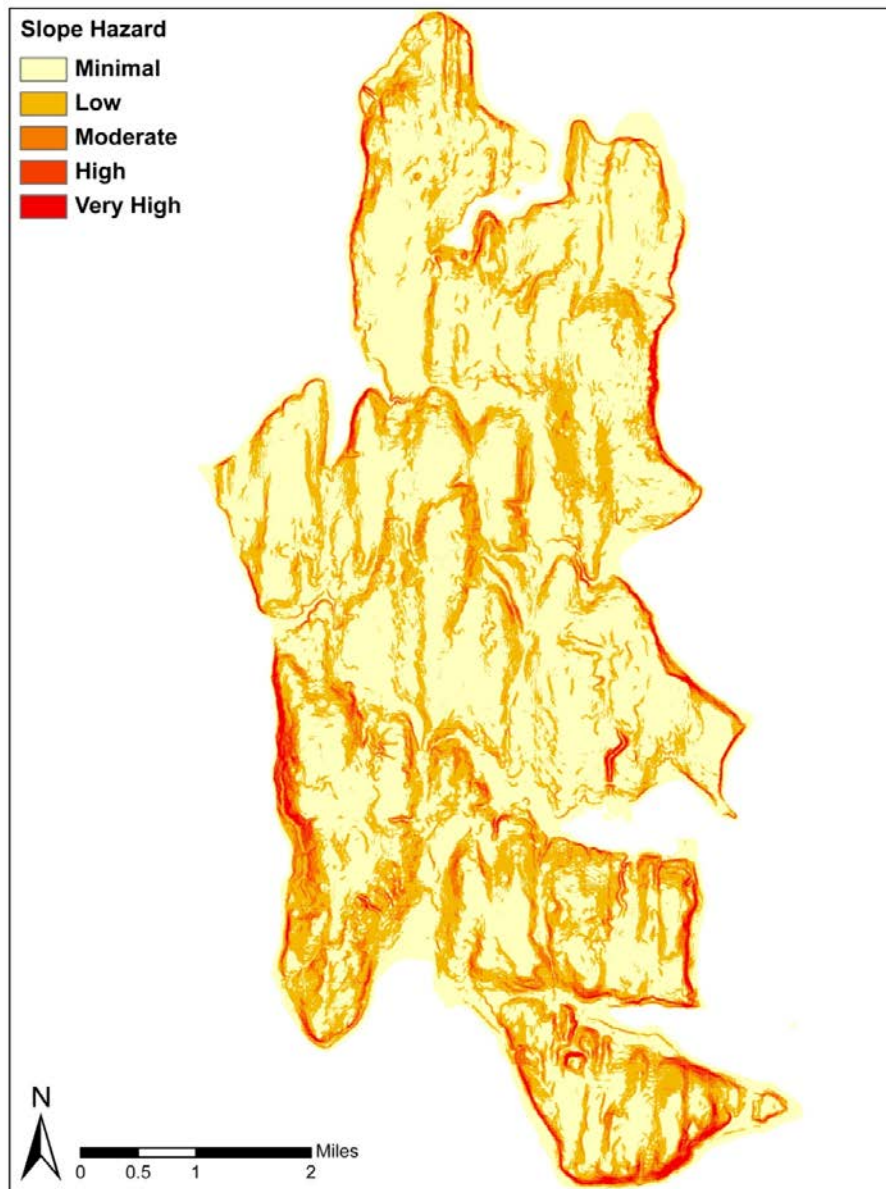 Slope Hazard
Minimal
Low
Moderate
High
Very High
N
Miles
0 0.5 1 2